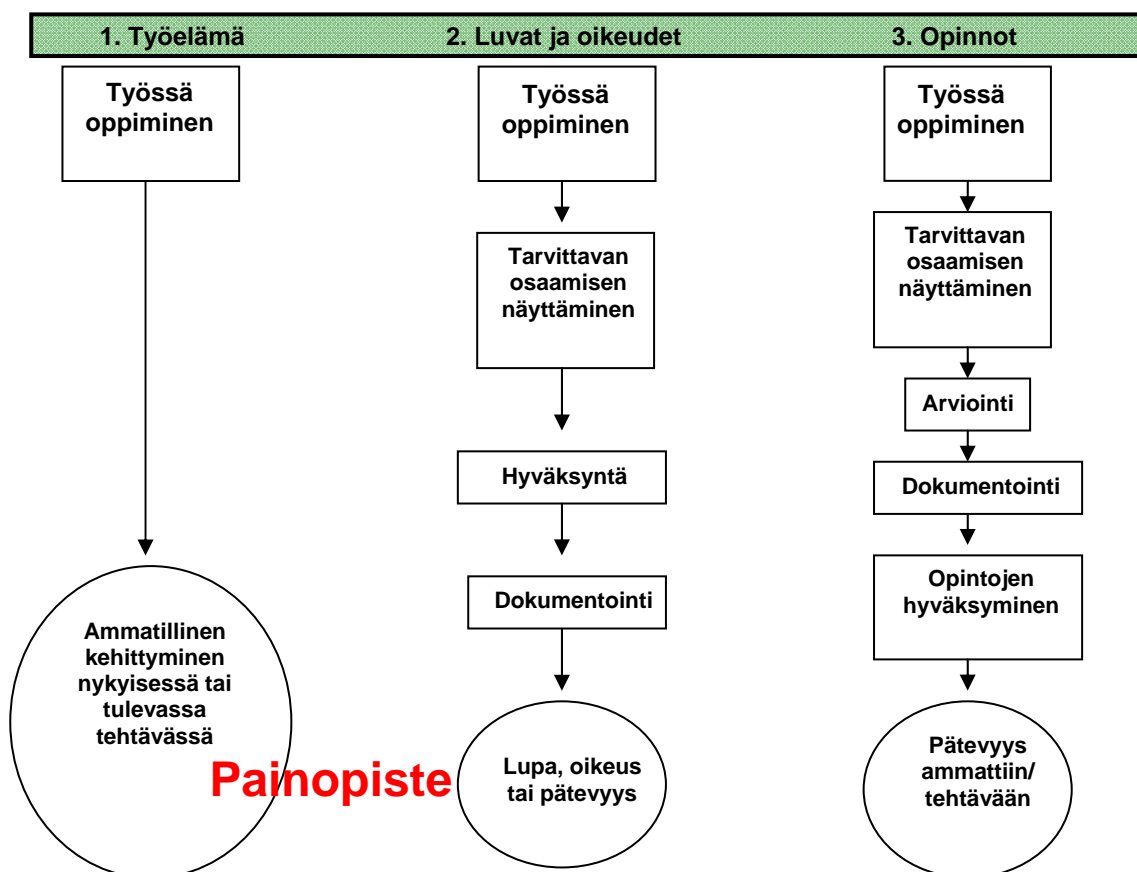 1. Työelämä
2. Luvat ja oikeudet
3. Opinnot
Työssä
oppiminen
Ammatillinen
kehittyminen
nykyisessä tai
tulevassa
tehtävässä
Painopiste
Työssä
oppiminen
Tarvittavan
osaamisen
näyttäminen
Hyväksyntä
Dokumentointi
Lupa, oikeus
tai pätevyys
Työssä
oppiminen
Tarvittavan
osaamisen
näyttäminen
Arviointi
Dokumentointi
Opintojen
hyväksyminen
Pätevyys
ammattiin/
tehtävään